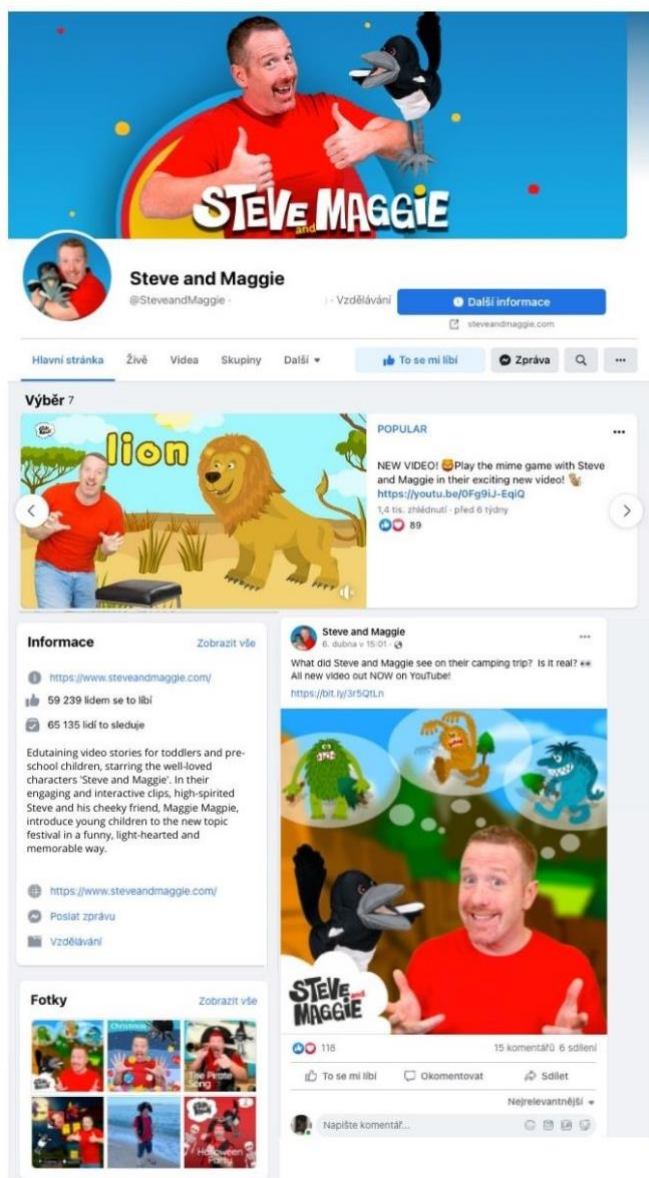 STEVE and MAGGIE
Steve and Maggie
@SteveandMaggie ·
· Vzdělávání
Další informace
steveandmaggie.com
Hlavní stránka Živě Videa Skupiny Další
To se mi líbí Zpráva
Výběr 7
lion
POPULAR
NEW VIDEO! Play the mime game with Steve
and Maggie in their exciting new video!
https://youtu.be/0Fg9iJ-EqiQ
1,4 tis. zhlédnutí · před 6 týdny
89
Informace Zobrazit vše
https://www.steveandmaggie.com/
59 239 lidem se to líbí
65 135 lidí to sleduje
Edutaining video stories for toddlers and pre-
school children, starring the well-loved
characters 'Steve and Maggie'. In their
engaging and interactive clips, high-spirited
Steve and his cheeky friend, Maggie Magpie,
introduce young children to the new topic
festival in a funny, light-hearted and
memorable way.
https://www.steveandmaggie.com/
Poslat zprávu
Vzdělávání
Fotky Zobrazit vše
Christmas
The Pirate
Song
Halloween
Party
Steve and Maggie
6. dubna v 15:01 ·
What did Steve and Maggie see on their camping trip? Is it real?
All new video out NOW on YouTube!
https://bit.ly/3r5QtLn
STEVE and
MAGGIE
118
15 komentářů 6 sdílení
To se mi líbí Okomentovat Sdílet
Nejrelevantnější
Napište komentář...